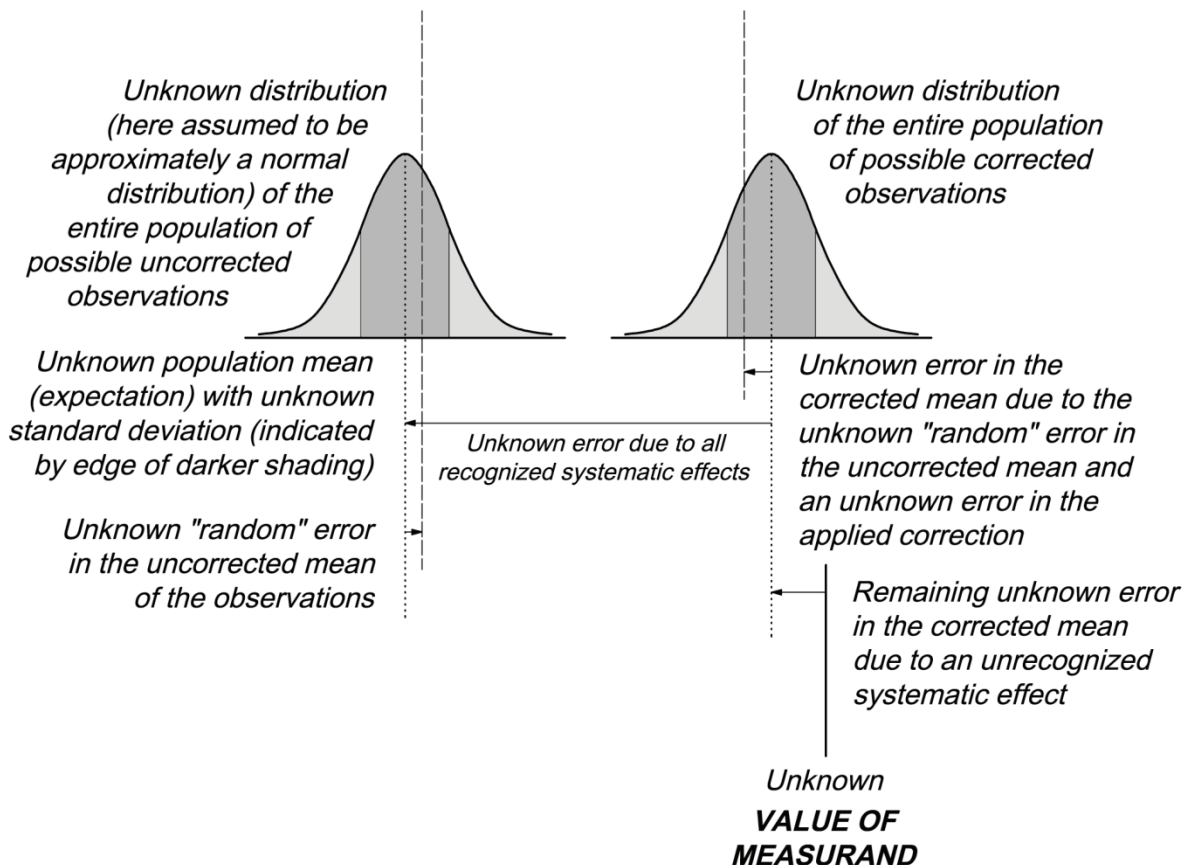 Unknown distribution
(here assumed to be
approximately a normal
distribution) of the
entire population of
possible uncorrected
observations
Unknown distribution
of the entire population
of possible corrected
observations
Unknown population mean
(expectation) with unknown
standard deviation (indicated
by edge of darker shading)
Unknown error due to all
recognized systematic effects
Unknown error in the
corrected mean due to the
unknown "random" error in
the uncorrected mean and
an unknown error in the
applied correction
Unknown "random" error
in the uncorrected mean
of the observations
Remaining unknown error
in the corrected mean
due to an unrecognized
systematic effect
Unknown
VALUE OF
MEASURAND